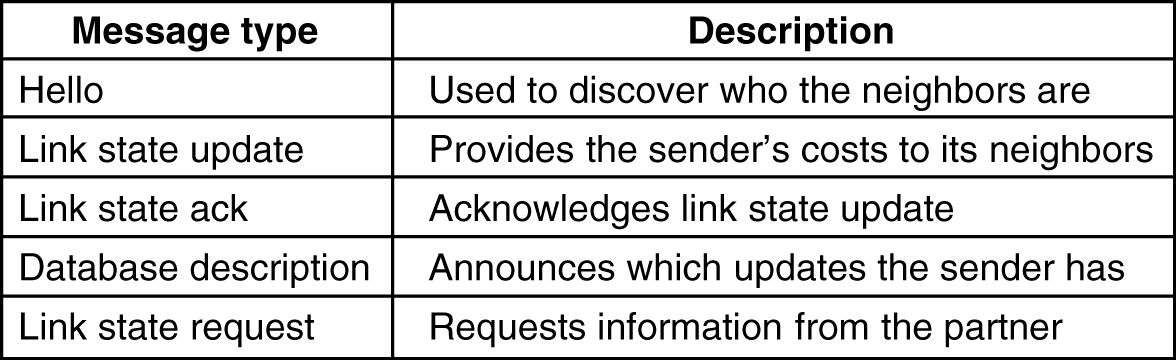 Message type Description
Hello Used to discover who the neighbors are
Link state update Provides the sender’s costs to its neighbors
Link state ack Acknowledges link state update
Database description Announces which updates the sender has
Link state request Requests information from the partner